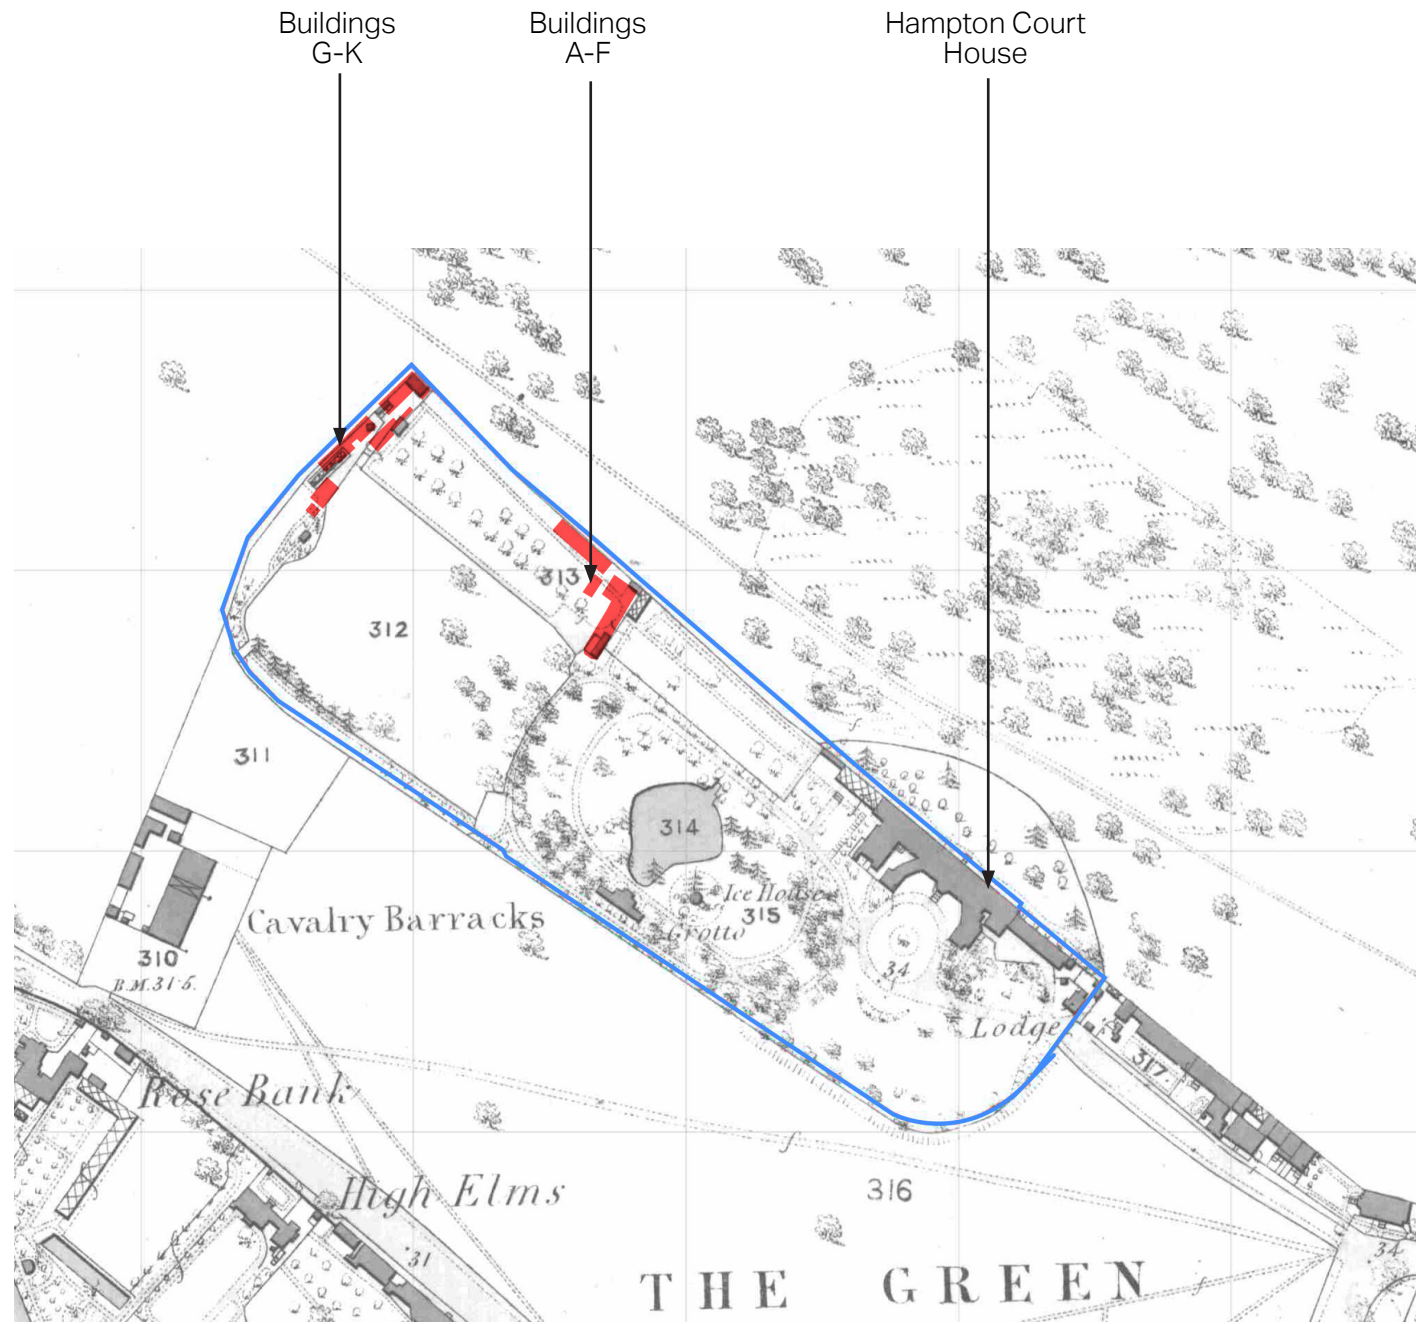 Buildings
G-K
Buildings
A-F
Hampton Court
House
313
312
311
314
Ice House
315
Grotto
Cavalry Barracks
310
B.M.31·5.
34
Lodge
317
Rose Bank
High Elms
316
31
34
THE GREEN